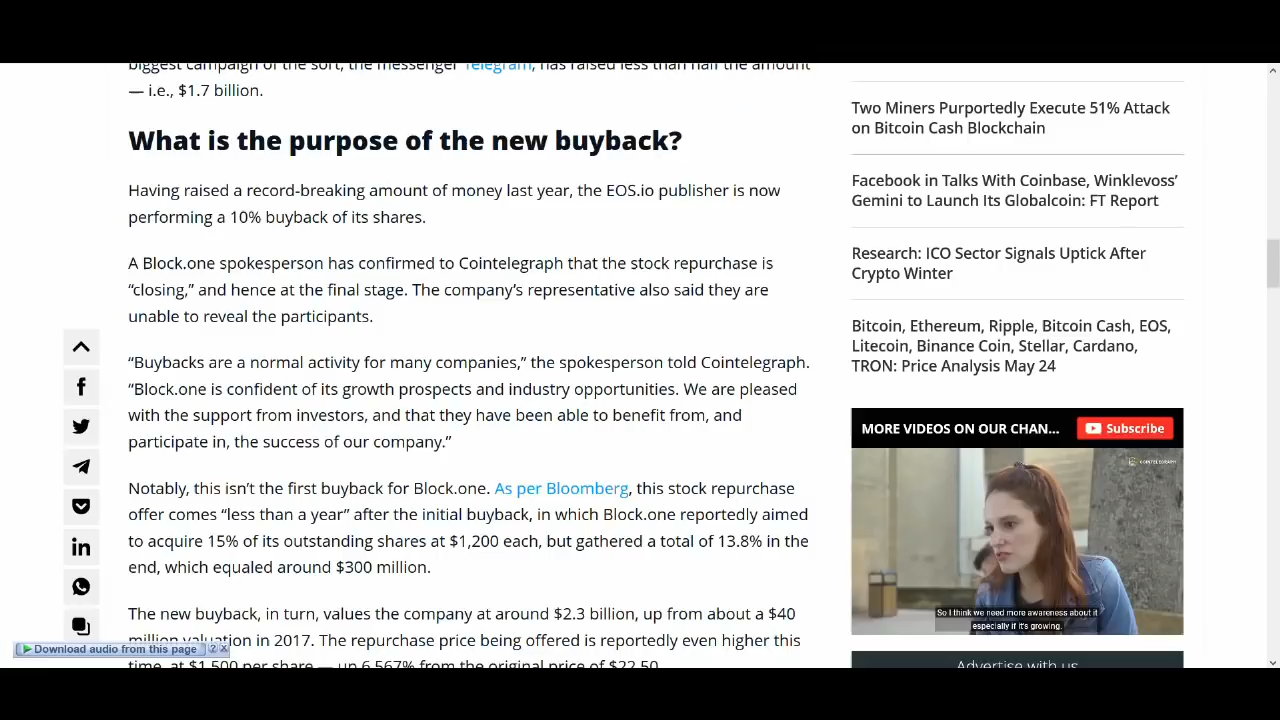 biggest campaign of the sort, the messenger Telegram, has raised less than half the amount
— i.e., $1.7 billion.
What is the purpose of the new buyback?
Having raised a record-breaking amount of money last year, the EOS.io publisher is now
performing a 10% buyback of its shares.
A Block.one spokesperson has confirmed to Cointelegraph that the stock repurchase is
“closing,” and hence at the final stage. The company’s representative also said they are
unable to reveal the participants.
“Buybacks are a normal activity for many companies,” the spokesperson told Cointelegraph.
“Block.one is confident of its growth prospects and industry opportunities. We are pleased
with the support from investors, and that they have been able to benefit from, and
participate in, the success of our company.”
Notably, this isn’t the first buyback for Block.one. As per Bloomberg, this stock repurchase
offer comes “less than a year” after the initial buyback, in which Block.one reportedly aimed
to acquire 15% of its outstanding shares at $1,200 each, but gathered a total of 13.8% in the
end, which equaled around $300 million.
The new buyback, in turn, values the company at around $2.3 billion, up from about a $40
million valuation in 2017. The repurchase price being offered is reportedly even higher this
time, at $1,500 per share — up 6,567% from the original price of $22.50.
Download audio from this page
?
Two Miners Purportedly Execute 51% Attack
on Bitcoin Cash Blockchain
Facebook in Talks With Coinbase, Winklevoss’
Gemini to Launch Its Globalcoin: FT Report
Research: ICO Sector Signals Uptick After
Crypto Winter
Bitcoin, Ethereum, Ripple, Bitcoin Cash, EOS,
Litecoin, Binance Coin, Stellar, Cardano,
TRON: Price Analysis May 24
MORE VIDEOS ON OUR CHAN...
Subscribe
COINTELEGRAPH
So I think we need more awareness about it
especially if it's growing.
Advertise with us